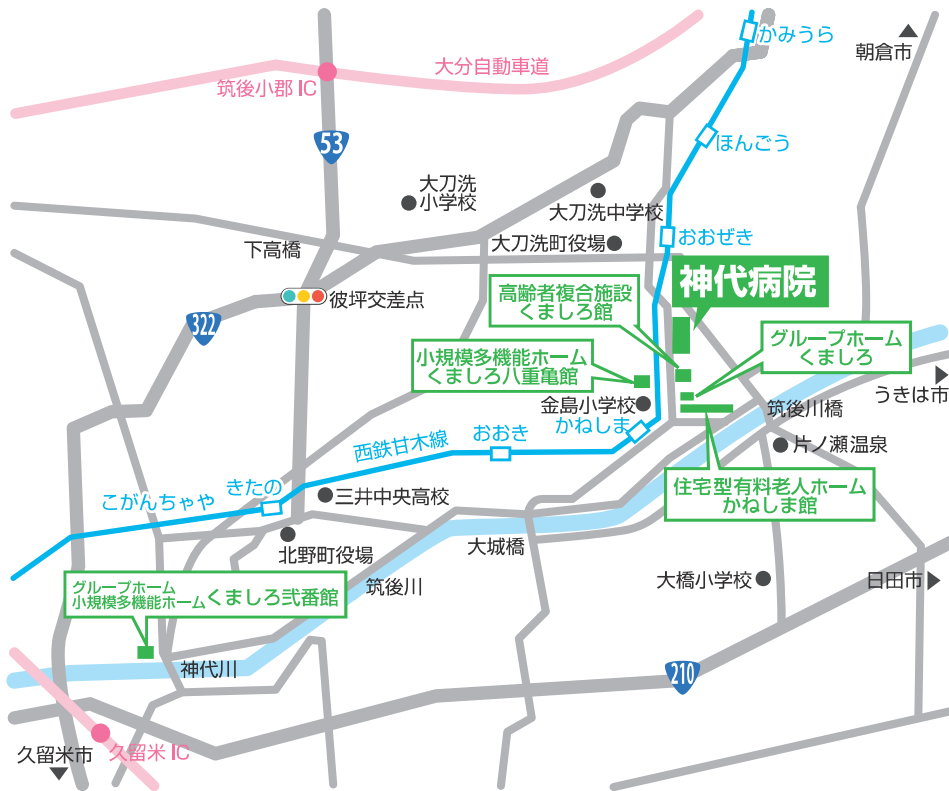 かみうら
朝倉市
大分自動車道
筑後小郡IC
53
ほんごう
大刀洗
小学校
大刀洗中学校
下高橋
大刀洗町役場
おおぜき
神代病院
高齢者複合施設
くましろ館
彼坪交差点
322
グループホーム
くましろ
小規模多機能ホーム
くましろ八重亀館
うきは市
金島小学校
筑後川橋
かねしま
おおき
西鉄甘木線
片ノ瀬温泉
きたの
こがんちゃや
三井中央高校
住宅型有料老人ホーム
かねしま館
北野町役場
大城橋
筑後川
大橋小学校
日田市
グループホーム
小規模多機能ホーム
くましろ弐番館
神代川
210
久留米市
久留米IC